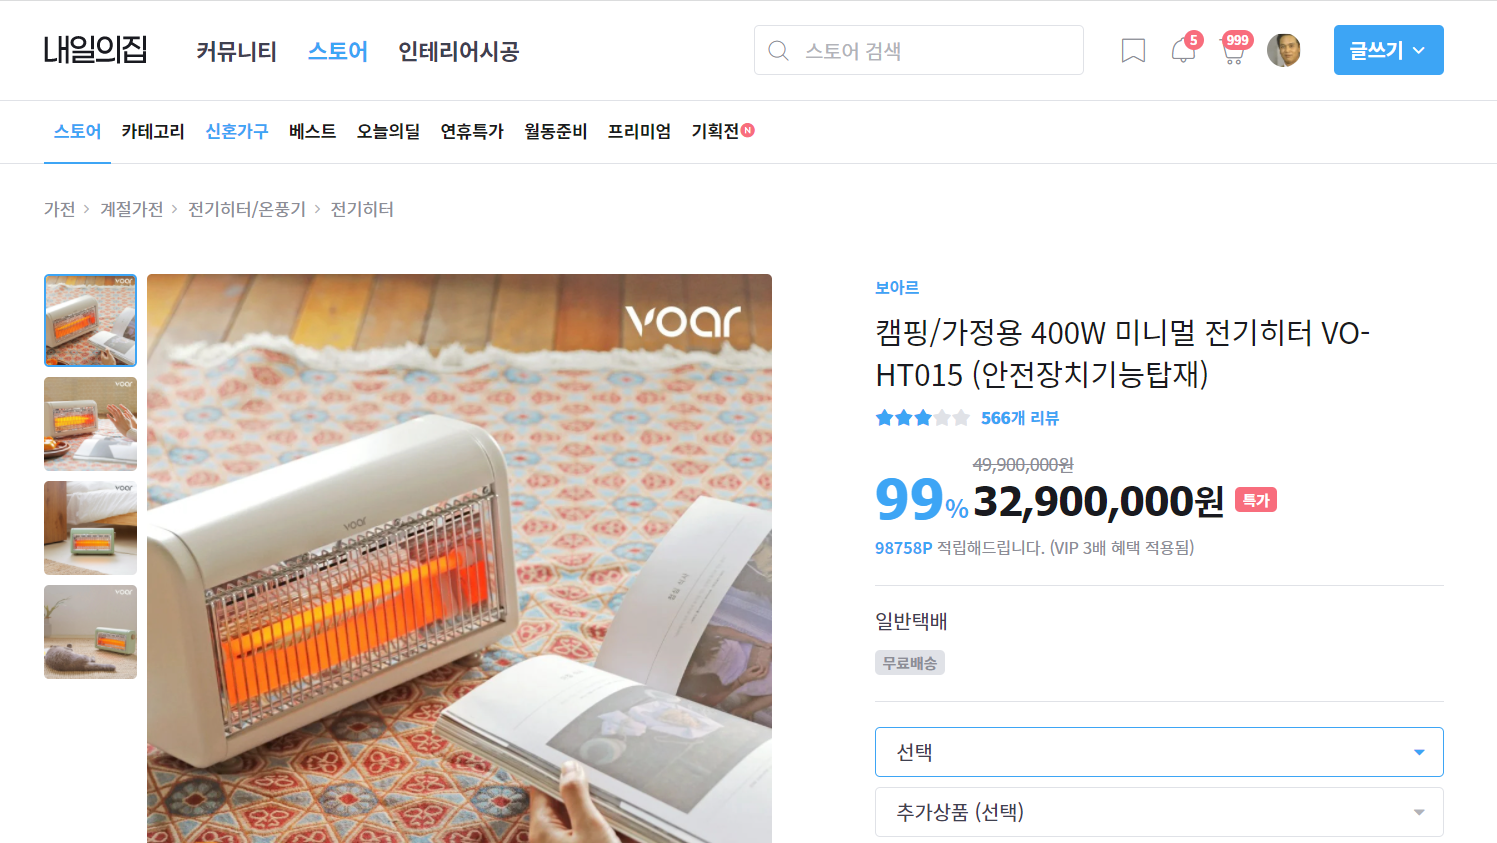 내일의집
커뮤니티
스토어
인테리어시공
스토어 검색
5
999
글쓰기
스토어
카테고리
신혼가구
베스트
오늘의딜
연휴특가
월동준비
프리미엄
기획전
N
가전 > 계절가전 > 전기히터/온풍기 > 전기히터
voar
voar
voar
voar
voar
voar
보아르
캠핑/가정용 400W 미니멀 전기히터 VO-
HT015 (안전장치기능탑재)
566개 리뷰
49,900,000원
99% 32,900,000원 특가
98758P 적립해드립니다. (VIP 3배 혜택 적용됨)
일반택배
무료배송
선택
추가상품 (선택)